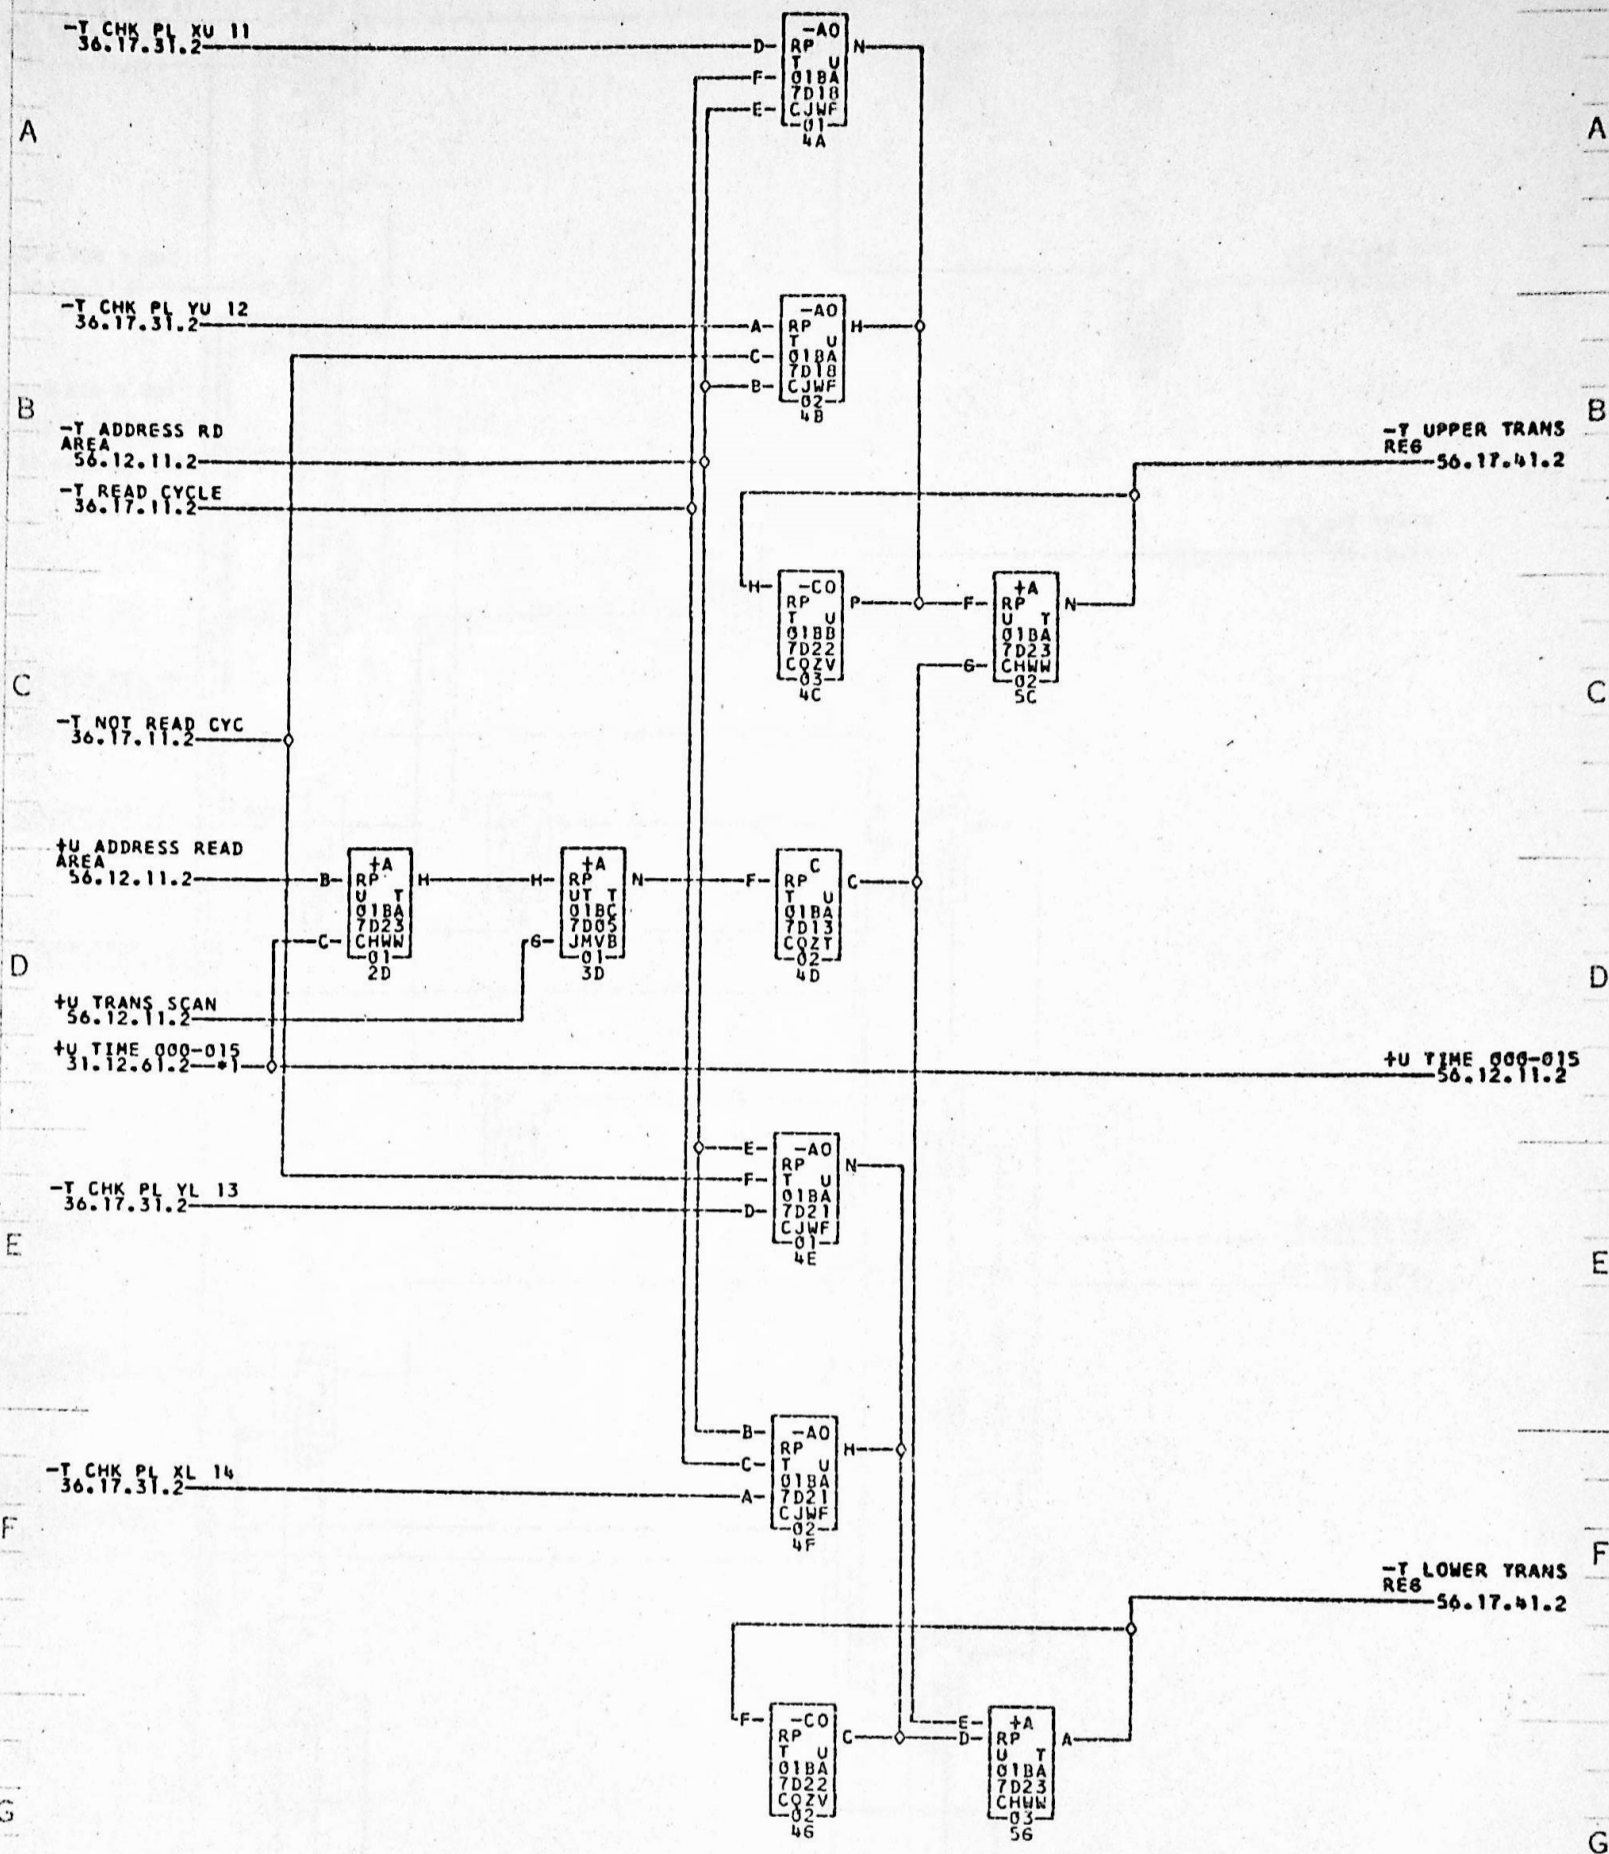 -T CHK PL XU 11
36.17.31.2
D
F
E
-AO
RP
T U
01BA
7D18
CJWF
01
4A
N
A
A
-T CHK PL YU 12
36.17.31.2
A
C
B
-AO
RP
T U
01BA
7D18
CJWF
02
4B
H
B
B
-T ADDRESS RD
AREA
56.12.11.2
-T READ CYCLE
36.17.11.2
-T UPPER TRANS
REG
56.17.41.2
H
-CO
RP
T U
01BB
7D22
CQZV
03
4C
P
F
G
+A
RP
U T
01BA
7D23
CHWW
02
5C
N
C
C
-T NOT READ CYC
36.17.11.2
+U ADDRESS READ
AREA
56.12.11.2
B
C
+A
RP
U T
01BA
7D23
CHWW
01
2D
H
H
G
+A
RP
UT T
01BC
7D05
JMVB
01
3D
N
F
C
RP
T U
01BA
7D13
CQZT
02
4D
C
D
D
+U TRANS SCAN
56.12.11.2
+U TIME 000-015
31.12.61.2--*1
+U TIME 000-015
56.12.11.2
E
F
D
-AO
RP
T U
01BA
7D21
CJWF
01
4E
N
-T CHK PL YL 13
36.17.31.2
E
E
B
C
A
-AO
RP
T U
01BA
7D21
CJWF
02
4F
H
-T CHK PL XL 14
36.17.31.2
F
F
-T LOWER TRANS
REG
56.17.41.2
F
-CO
RP
T U
01BA
7D22
CQZV
02
4G
C
E
D
+A
RP
U T
01BA
7D23
CHWW
03
5G
A
G
G